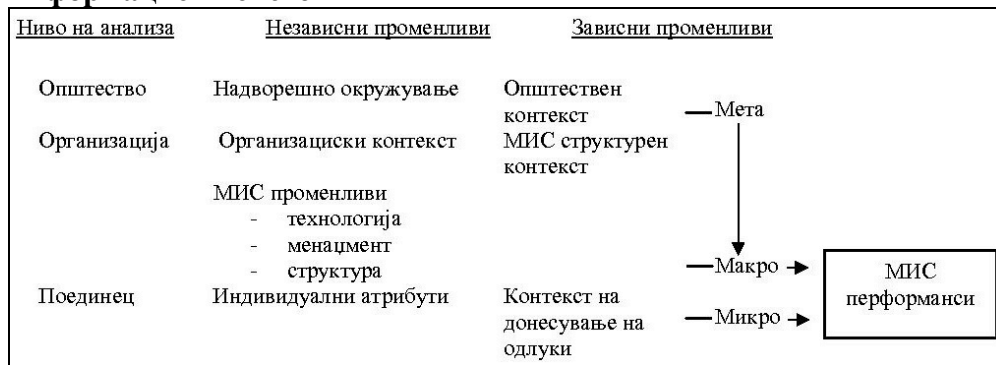 Ниво на анализа Независни променливи Зависни променливи
Општество Надворешно окружување Општествен
контекст
Мета
Организација Организациски контекст МИС структурен
контекст
МИС променливи
- технологија
- менаџмент
- структура
Макро
МИС
перформанси
Поединец Индивидуални атрибути Контекст на
донесување на
одлуки
Микро